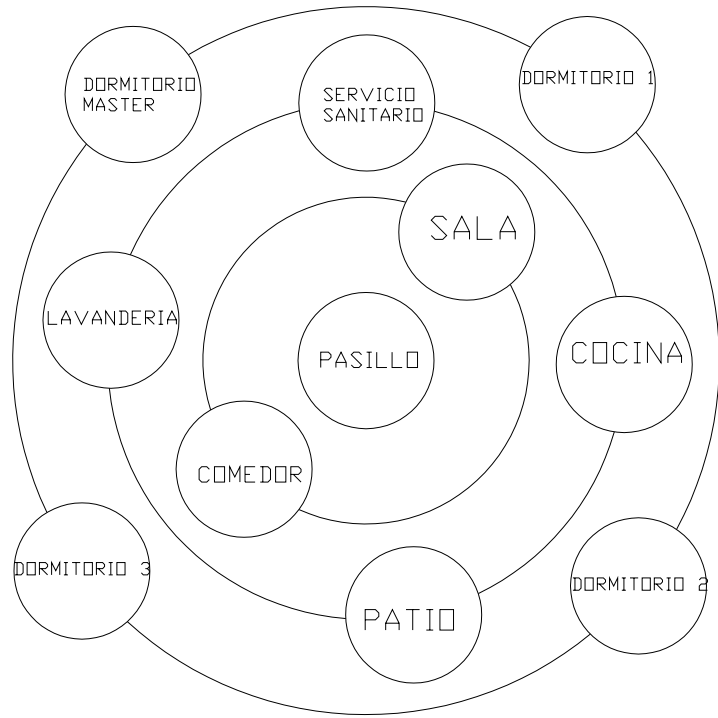 DORMITORIO
MASTER
SERVICIO
SANITARIO
DORMITORIO 1
SALA
LAVANDERIA
PASILLO
COCINA
COMEDOR
DORMITORIO 3
PATIO
DORMITORIO 2